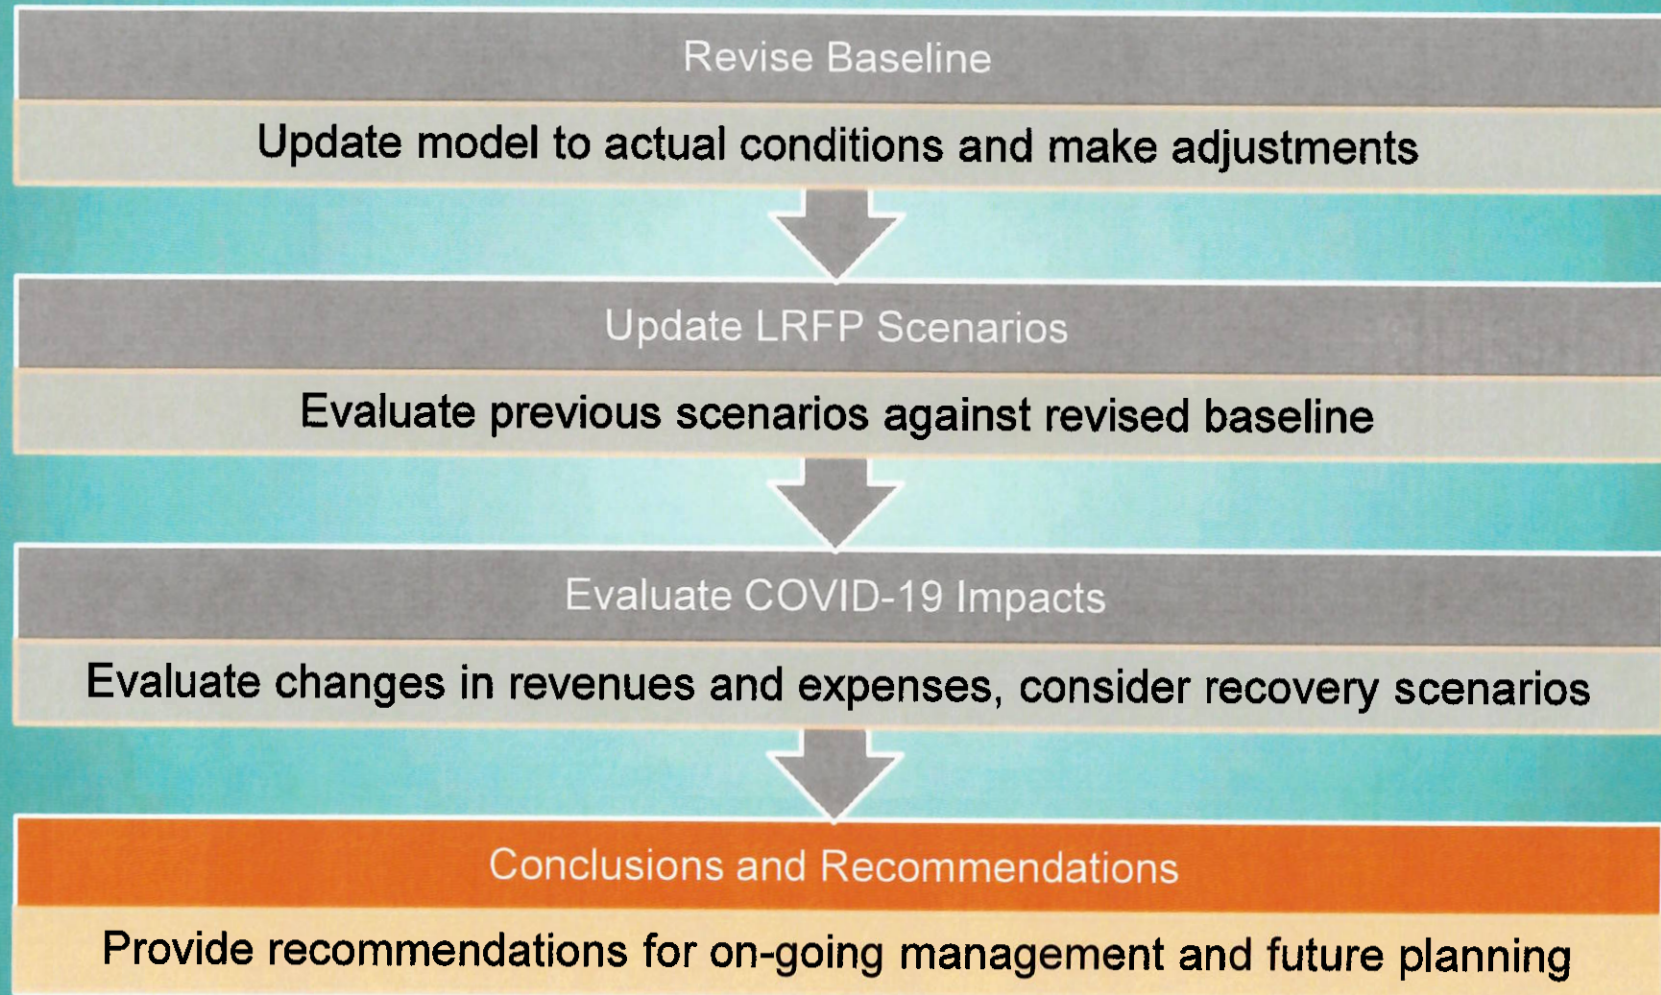 Revise Baseline
Update model to actual conditions and make adjustments
Update LRFP Scenarios
Evaluate previous scenarios against revised baseline
Evaluate COVID-19 Impacts
Evaluate changes in revenues and expenses, consider recovery scenarios
Conclusions and Recommendations
Provide recommendations for on-going management and future planning